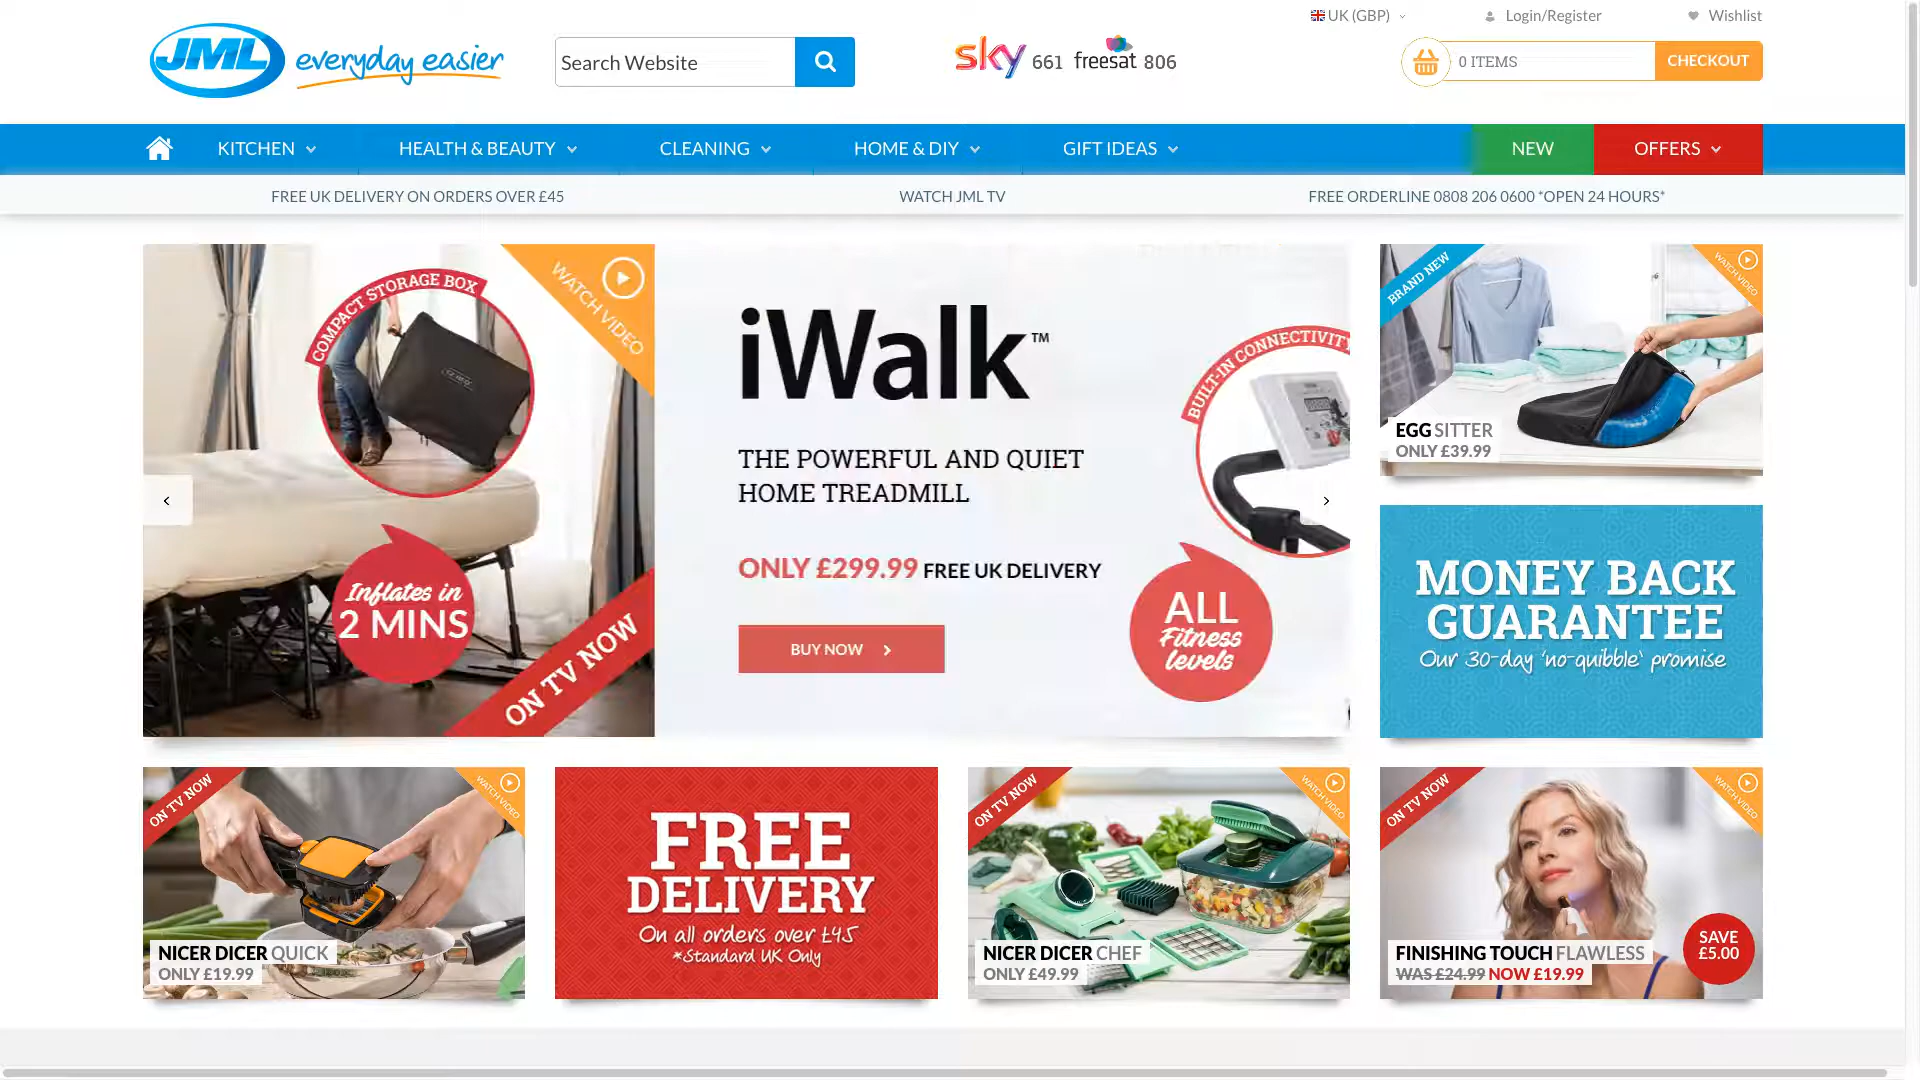 UK (GBP)
Login/Register
Wishlist
JML everyday easier
Search Website
sky 661 freesat 806
0 ITEMS
CHECKOUT
KITCHEN
HEALTH & BEAUTY
CLEANING
HOME & DIY
GIFT IDEAS
NEW
OFFERS
FREE UK DELIVERY ON ORDERS OVER £45
WATCH JML TV
FREE ORDERLINE 0808 206 0600 *OPEN 24 HOURS*
COMPACT STORAGE BOX
WATCH VIDEO
Inflates in
2 MINS
ON TV NOW
iWalk™
THE POWERFUL AND QUIET
HOME TREADMILL
ONLY £299.99 FREE UK DELIVERY
BUY NOW
BUILT-IN CONNECTIVITY
ALL
Fitness
levels
BRAND NEW
WATCH VIDEO
EGG SITTER
ONLY £39.99
MONEY BACK
GUARANTEE
Our 30-day 'no-quibble' promise
ON TV NOW
WATCH VIDEO
NICER DICER QUICK
ONLY £19.99
FREE
DELIVERY
On all orders over £45
*Standard UK Only
ON TV NOW
WATCH VIDEO
NICER DICER CHEF
ONLY £49.99
ON TV NOW
WATCH VIDEO
FINISHING TOUCH FLAWLESS
WAS £24.99 NOW £19.99
SAVE
£5.00